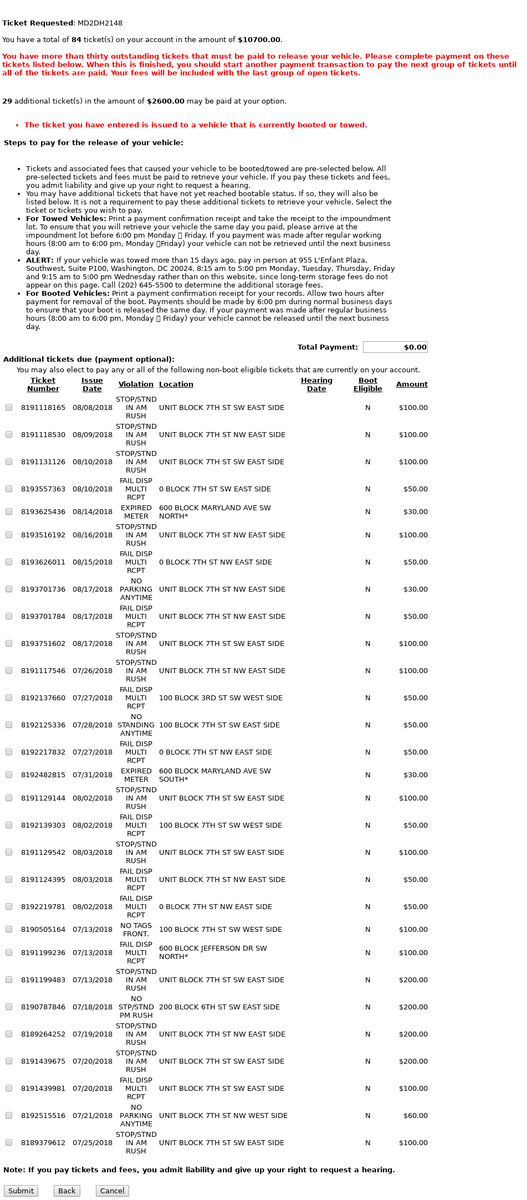 Ticket Requested: MD2DH2148
You have a total of 84 ticket(s) on your account in the amount of $10700.00.
You have more than thirty outstanding tickets that must be paid to release your vehicle. Please complete payment on these
tickets listed below. When this is finished, you should start another payment transaction to pay the next group of tickets until
all of the tickets are paid. Your fees will be included with the last group of open tickets.
29 additional ticket(s) in the amount of $2600.00 may be paid at your option.
• The ticket you have entered is issued to a vehicle that is currently booted or towed.
Steps to pay for the release of your vehicle:
• Tickets and associated fees that caused your vehicle to be booted/towed are pre-selected below. All
pre-selected tickets and fees must be paid to retrieve your vehicle. If you pay these tickets and fees,
you admit liability and give up your right to request a hearing.
• You may have additional tickets that have not yet reached bootable status. If so, they will also be
listed below. It is not a requirement to pay these additional tickets to retrieve your vehicle. Select the
ticket or tickets you wish to pay.
• For Towed Vehicles: Print a payment confirmation receipt and take the receipt to the impoundment
lot. To ensure that you will retrieve your vehicle the same day you paid, please arrive at the
impoundment lot before 6:00 pm Monday Friday. If you payment was made after regular working
hours (8:00 am to 6:00 pm, Monday Friday) your vehicle can not be retrieved until the next business
day.
• ALERT: If your vehicle was towed more than 15 days ago, pay in person at 955 L'Enfant Plaza,
Southwest, Suite P100, Washington, DC 20024, 8:15 am to 5:00 pm Monday, Tuesday, Thursday, Friday
and 9:15 am to 5:00 pm Wednesday rather than on this website, since long-term storage fees do not
appear on this page. Call (202) 645-5500 to determine the additional storage fees.
• For Booted Vehicles: Print a payment confirmation receipt for your records. Allow two hours after
payment for removal of the boot. Payments should be made by 6:00 pm during normal business days
to ensure that your boot is released the same day. If your payment was made after regular business
hours (8:00 am to 6:00 pm, Monday Friday) your vehicle cannot be released until the next business
day.
Total Payment: $0.00
Additional tickets due (payment optional):
You may also elect to pay any or all of the following non-boot eligible tickets that are currently on your account.
Ticket Number Issue Date Violation Location Hearing Date Boot Eligible Amount
8191118165 08/08/2018 STOP/STND IN AM RUSH UNIT BLOCK 7TH ST SW EAST SIDE N $100.00
8191118530 08/09/2018 STOP/STND IN AM RUSH UNIT BLOCK 7TH ST NW EAST SIDE N $100.00
8191131126 08/10/2018 STOP/STND IN AM RUSH UNIT BLOCK 7TH ST SW EAST SIDE N $100.00
8193557363 08/10/2018 FAIL DISP MULTI RCPT 0 BLOCK 7TH ST SW EAST SIDE N $50.00
8193625436 08/14/2018 EXPIRED METER 600 BLOCK MARYLAND AVE SW NORTH* N $30.00
8193516192 08/16/2018 STOP/STND IN AM RUSH UNIT BLOCK 7TH ST SW EAST SIDE N $100.00
8193626011 08/15/2018 FAIL DISP MULTI RCPT 0 BLOCK 7TH ST NW EAST SIDE N $50.00
8193701736 08/17/2018 NO PARKING ANYTIME UNIT BLOCK 7TH ST NW EAST SIDE N $30.00
8193701784 08/17/2018 FAIL DISP MULTI RCPT UNIT BLOCK 7TH ST NW EAST SIDE N $50.00
8193751602 08/17/2018 STOP/STND IN AM RUSH UNIT BLOCK 7TH ST SW EAST SIDE N $100.00
8191117546 07/26/2018 STOP/STND IN AM RUSH UNIT BLOCK 7TH ST NW EAST SIDE N $100.00
8192137660 07/27/2018 FAIL DISP MULTI RCPT 100 BLOCK 3RD ST SW WEST SIDE N $50.00
8192125336 07/28/2018 NO STANDING ANYTIME 100 BLOCK 7TH ST SW EAST SIDE N $50.00
8192217832 07/27/2018 FAIL DISP MULTI RCPT 0 BLOCK 7TH ST NW EAST SIDE N $50.00
8192482815 07/31/2018 EXPIRED METER 600 BLOCK MARYLAND AVE SW SOUTH* N $30.00
8191129144 08/02/2018 STOP/STND IN AM RUSH UNIT BLOCK 7TH ST SW EAST SIDE N $100.00
8192139303 08/02/2018 FAIL DISP MULTI RCPT 100 BLOCK 7TH ST SW WEST SIDE N $50.00
8191129542 08/03/2018 STOP/STND IN AM RUSH UNIT BLOCK 7TH ST SW EAST SIDE N $100.00
8191124395 08/03/2018 FAIL DISP MULTI RCPT UNIT BLOCK 7TH ST NW EAST SIDE N $50.00
8192219781 08/02/2018 FAIL DISP MULTI RCPT 0 BLOCK 7TH ST NW EAST SIDE N $50.00
8190505164 07/13/2018 NO TAGS FRONT. 100 BLOCK 7TH ST SW WEST SIDE N $100.00
8191199236 07/13/2018 FAIL DISP MULTI RCPT 600 BLOCK JEFFERSON DR SW NORTH* N $100.00
8191199483 07/13/2018 STOP/STND IN AM RUSH UNIT BLOCK 7TH ST SW EAST SIDE N $200.00
8190787846 07/18/2018 NO STP/STND PM RUSH 200 BLOCK 6TH ST SW EAST SIDE N $200.00
8189264252 07/19/2018 STOP/STND IN AM RUSH UNIT BLOCK 7TH ST NW EAST SIDE N $200.00
8191439675 07/20/2018 STOP/STND IN AM RUSH UNIT BLOCK 7TH ST SW EAST SIDE N $200.00
8191439981 07/20/2018 FAIL DISP MULTI RCPT UNIT BLOCK 7TH ST SW EAST SIDE N $100.00
8192515516 07/21/2018 NO PARKING ANYTIME UNIT BLOCK 7TH ST NW WEST SIDE N $60.00
8189379612 07/25/2018 STOP/STND IN AM RUSH UNIT BLOCK 7TH ST SW EAST SIDE N $100.00
Note: If you pay tickets and fees, you admit liability and give up your right to request a hearing.
Submit Back Cancel